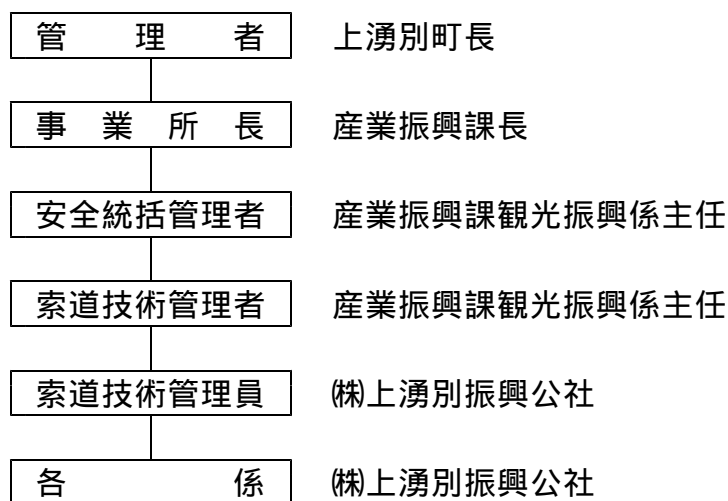 管理者 上湧別町長
事業所長 産業振興課長
安全統括管理者 産業振興課観光振興係主任
索道技術管理者 産業振興課観光振興係主任
索道技術管理員 ㈱上湧別振興公社
各係 ㈱上湧別振興公社